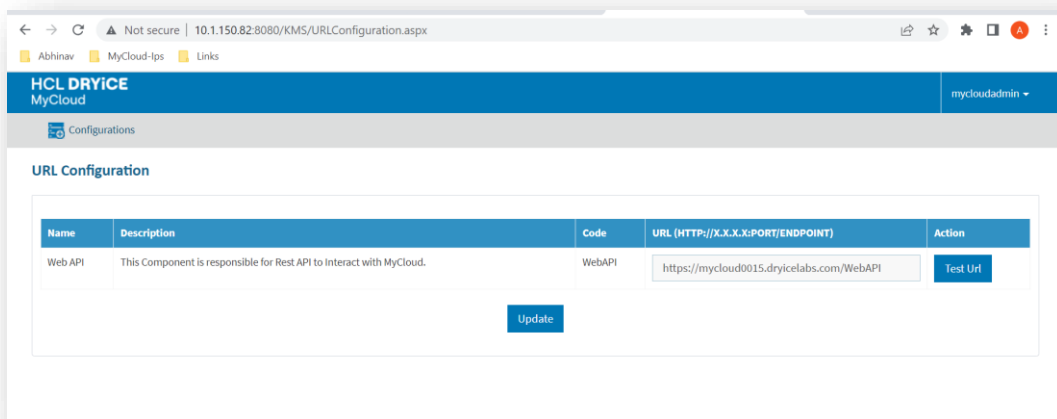 Not secure | 10.1.150.82:8080/KMS/URLConfiguration.aspx
A
Abhinav MyCloud-Ips Links
HCL DRYiCE
MyCloud
mycloudadmin
Configurations
URL Configuration
Name Description Code URL (HTTP://X.X.X.X:PORT/ENDPOINT) Action
Web API This Component is responsible for Rest API to Interact with MyCloud. WebAPI https://mycloud0015.dryicelabs.com/WebAPI Test Url
Update